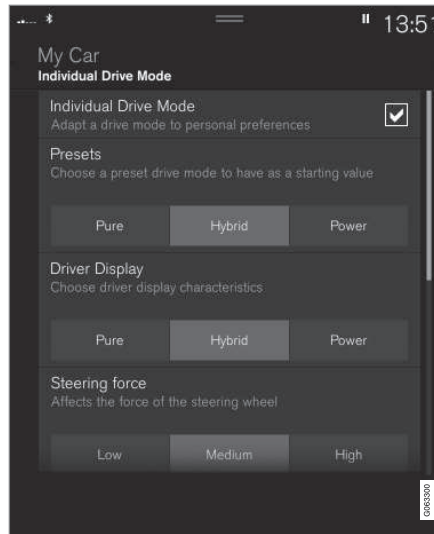 13:51
My Car
Individual Drive Mode
Individual Drive Mode
Adapt a drive mode to personal preferences
Presets
Choose a preset drive mode to have as a starting value
Pure Hybrid Power
Driver Display
Choose driver display characteristics
Pure Hybrid Power
Steering force
Affects the force of the steering wheel
Low Medium High
G063300